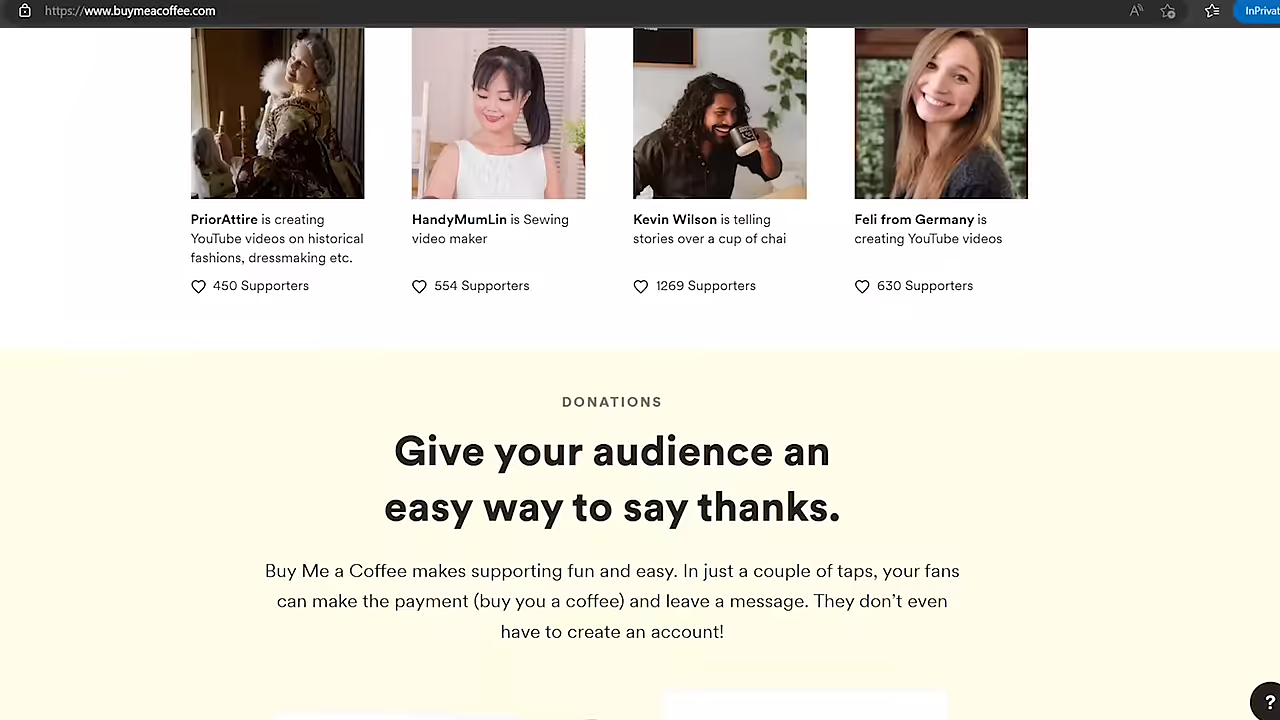 https://www.buymeacoffee.com
InPrivat
PriorAttire is creating
YouTube videos on historical
fashions, dressmaking etc.
450 Supporters
HandyMumLin is Sewing
video maker
554 Supporters
Kevin Wilson is telling
stories over a cup of chai
1269 Supporters
Feli from Germany is
creating YouTube videos
630 Supporters
DONATIONS
Give your audience an
easy way to say thanks.
Buy Me a Coffee makes supporting fun and easy. In just a couple of taps, your fans
can make the payment (buy you a coffee) and leave a message. They don’t even
have to create an account!
?